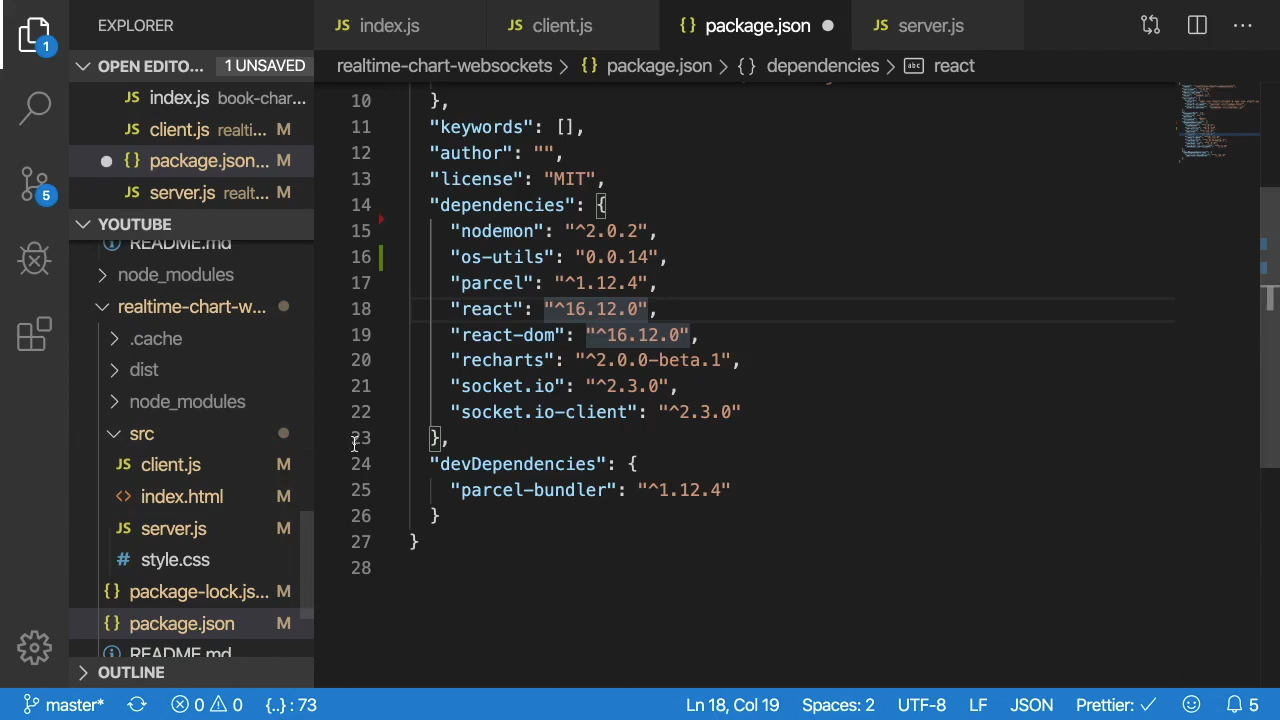 EXPLORER
JS index.js
JS client.js
{} package.json
JS server.js
OPEN EDITO... 1 UNSAVED
realtime-chart-websockets > {} package.json > {} dependencies > abc react
JS index.js book-char...
JS client.js realti... M
{} package.json... M
JS server.js realt... M
YOUTUBE
README.md
node_modules
realtime-chart-w...
.cache
dist
node_modules
src
JS client.js M
<> index.html M
JS server.js M
# style.css
{} package-lock.js... M
{} package.json M
README.md
OUTLINE
10 },
11 "keywords": [],
12 "author": "",
13 "license": "MIT",
14 "dependencies": {
15 "nodemon": "^2.0.2",
16 "os-utils": "0.0.14",
17 "parcel": "^1.12.4",
18 "react": "^16.12.0",
19 "react-dom": "^16.12.0",
20 "recharts": "^2.0.0-beta.1",
21 "socket.io": "^2.3.0",
22 "socket.io-client": "^2.3.0"
23 },
24 "devDependencies": {
25 "parcel-bundler": "^1.12.4"
26 }
27 }
28
1
5
master* 0 0 {..} : 73 Ln 18, Col 19 Spaces: 2 UTF-8 LF JSON Prettier: ✓ 5